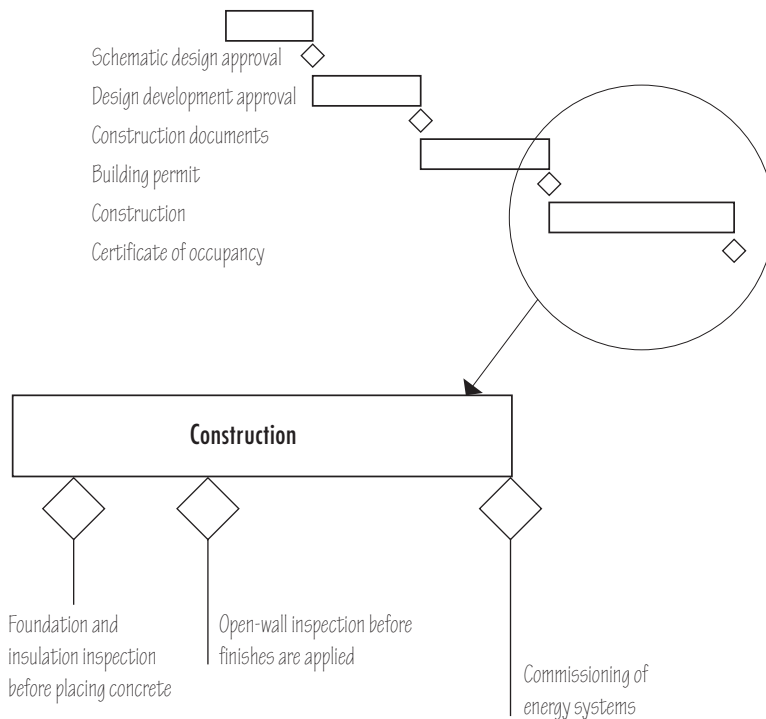 Schematic design approval
Design development approval
Construction documents
Building permit
Construction
Certificate of occupancy
Construction
Foundation and
insulation inspection
before placing concrete
Open-wall inspection before
finishes are applied
Commissioning of
energy systems